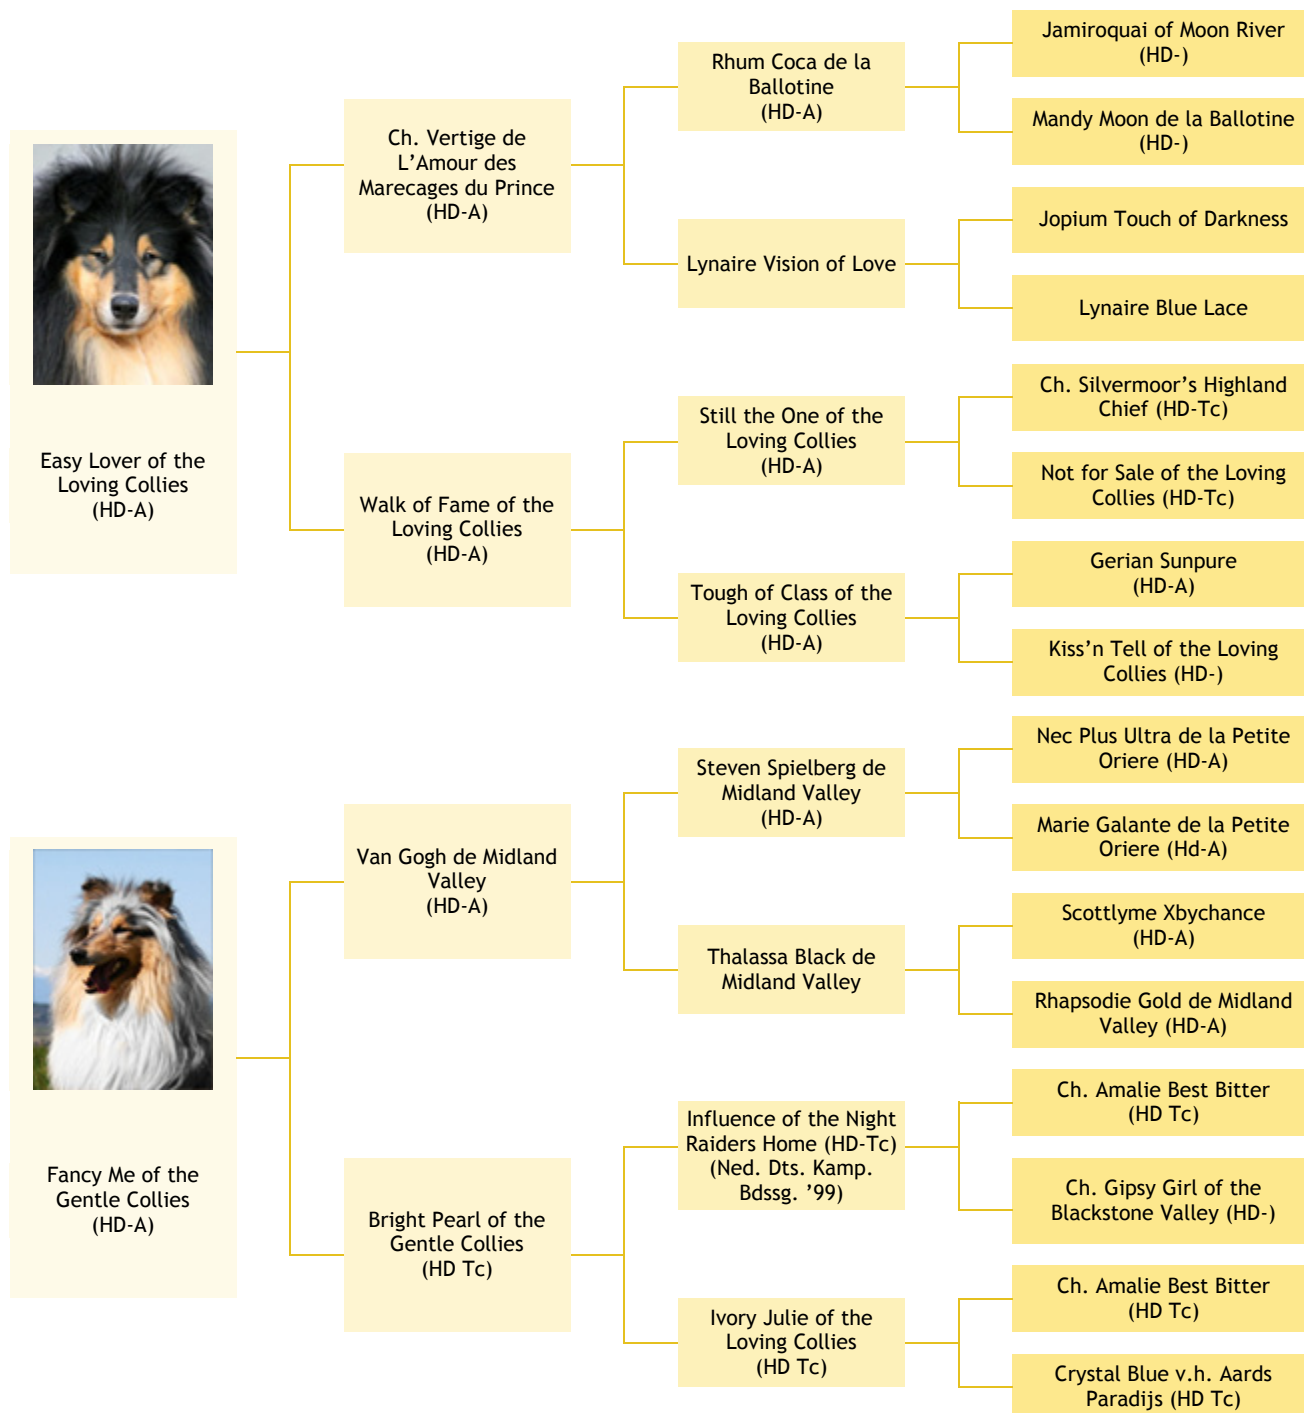 Easy Lover of the
Loving Collies
(HD-A)
Ch. Vertige de
L’Amour des
Marecages du Prince
(HD-A)
Rhum Coca de la
Ballotine
(HD-A)
Jamiroquai of Moon River
(HD-)
Mandy Moon de la Ballotine
(HD-)
Lynaire Vision of Love
Jopium Touch of Darkness
Lynaire Blue Lace
Walk of Fame of the
Loving Collies
(HD-A)
Still the One of the
Loving Collies
(HD-A)
Ch. Silvermoor’s Highland
Chief (HD-Tc)
Not for Sale of the Loving
Collies (HD-Tc)
Tough of Class of the
Loving Collies
(HD-A)
Gerian Sunpure
(HD-A)
Kiss’n Tell of the Loving
Collies (HD-)
Fancy Me of the
Gentle Collies
(HD-A)
Van Gogh de Midland
Valley
(HD-A)
Steven Spielberg de
Midland Valley
(HD-A)
Nec Plus Ultra de la Petite
Oriere (HD-A)
Marie Galante de la Petite
Oriere (Hd-A)
Thalassa Black de
Midland Valley
Scottlyme Xbychance
(HD-A)
Rhapsodie Gold de Midland
Valley (HD-A)
Bright Pearl of the
Gentle Collies
(HD Tc)
Influence of the Night
Raiders Home (HD-Tc)
(Ned. Dts. Kamp.
Bdssg. ’99)
Ch. Amalie Best Bitter
(HD Tc)
Ch. Gipsy Girl of the
Blackstone Valley (HD-)
Ivory Julie of the
Loving Collies
(HD Tc)
Ch. Amalie Best Bitter
(HD Tc)
Crystal Blue v.h. Aards
Paradijs (HD Tc)